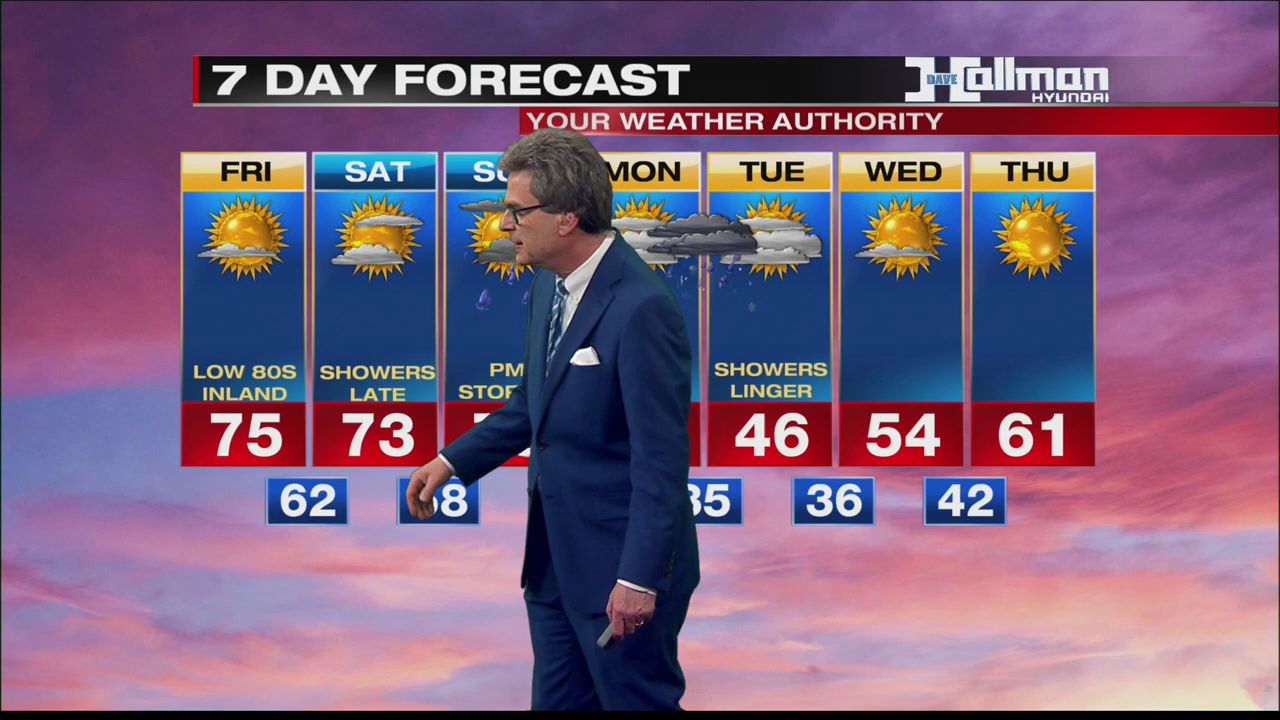 7 DAY FORECAST
DAVE Hallman
HYUNDAI
YOUR WEATHER AUTHORITY
FRI SAT MON TUE WED THU
LOW 80S
INLAND
SHOWERS
LATE
PM
SHOWERS
LINGER
75 73 46 54 61
62 36 42